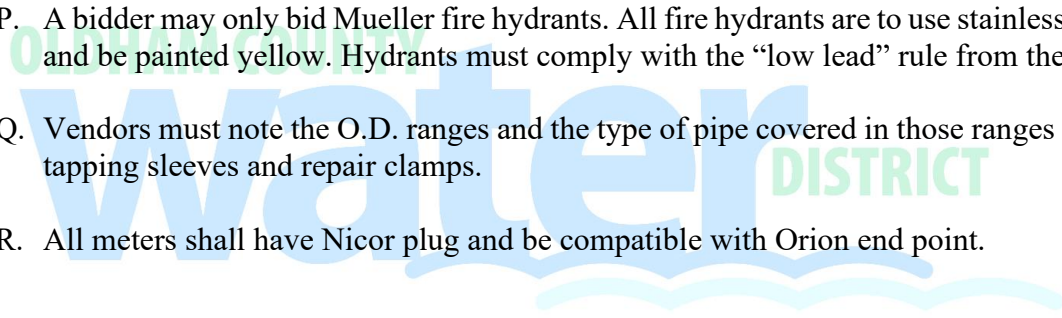 P. A bidder may only bid Mueller fire hydrants. All fire hydrants are to use stainless
and be painted yellow. Hydrants must comply with the “low lead” rule from the
Q. Vendors must note the O.D. ranges and the type of pipe covered in those ranges
tapping sleeves and repair clamps.
R. All meters shall have Nicor plug and be compatible with Orion end point.
OLDHAM COUNTY
water
DISTRICT